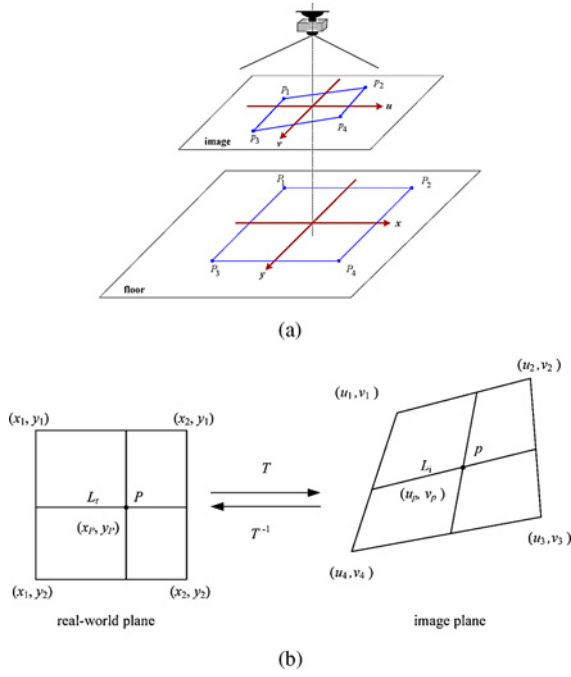 p1
p2
u
p4
image
p3
v
P1
P2
x
P3
y
P4
floor
(a)
(u2, v2)
(x1, y1) (x2, y1) (u1, v1)
T
p
Lr P Li
(xP, yP) (up, vp)
T-1
(u3, v3)
(x1, y2) (x2, y2) (u4, v4)
real-world plane image plane
(b)